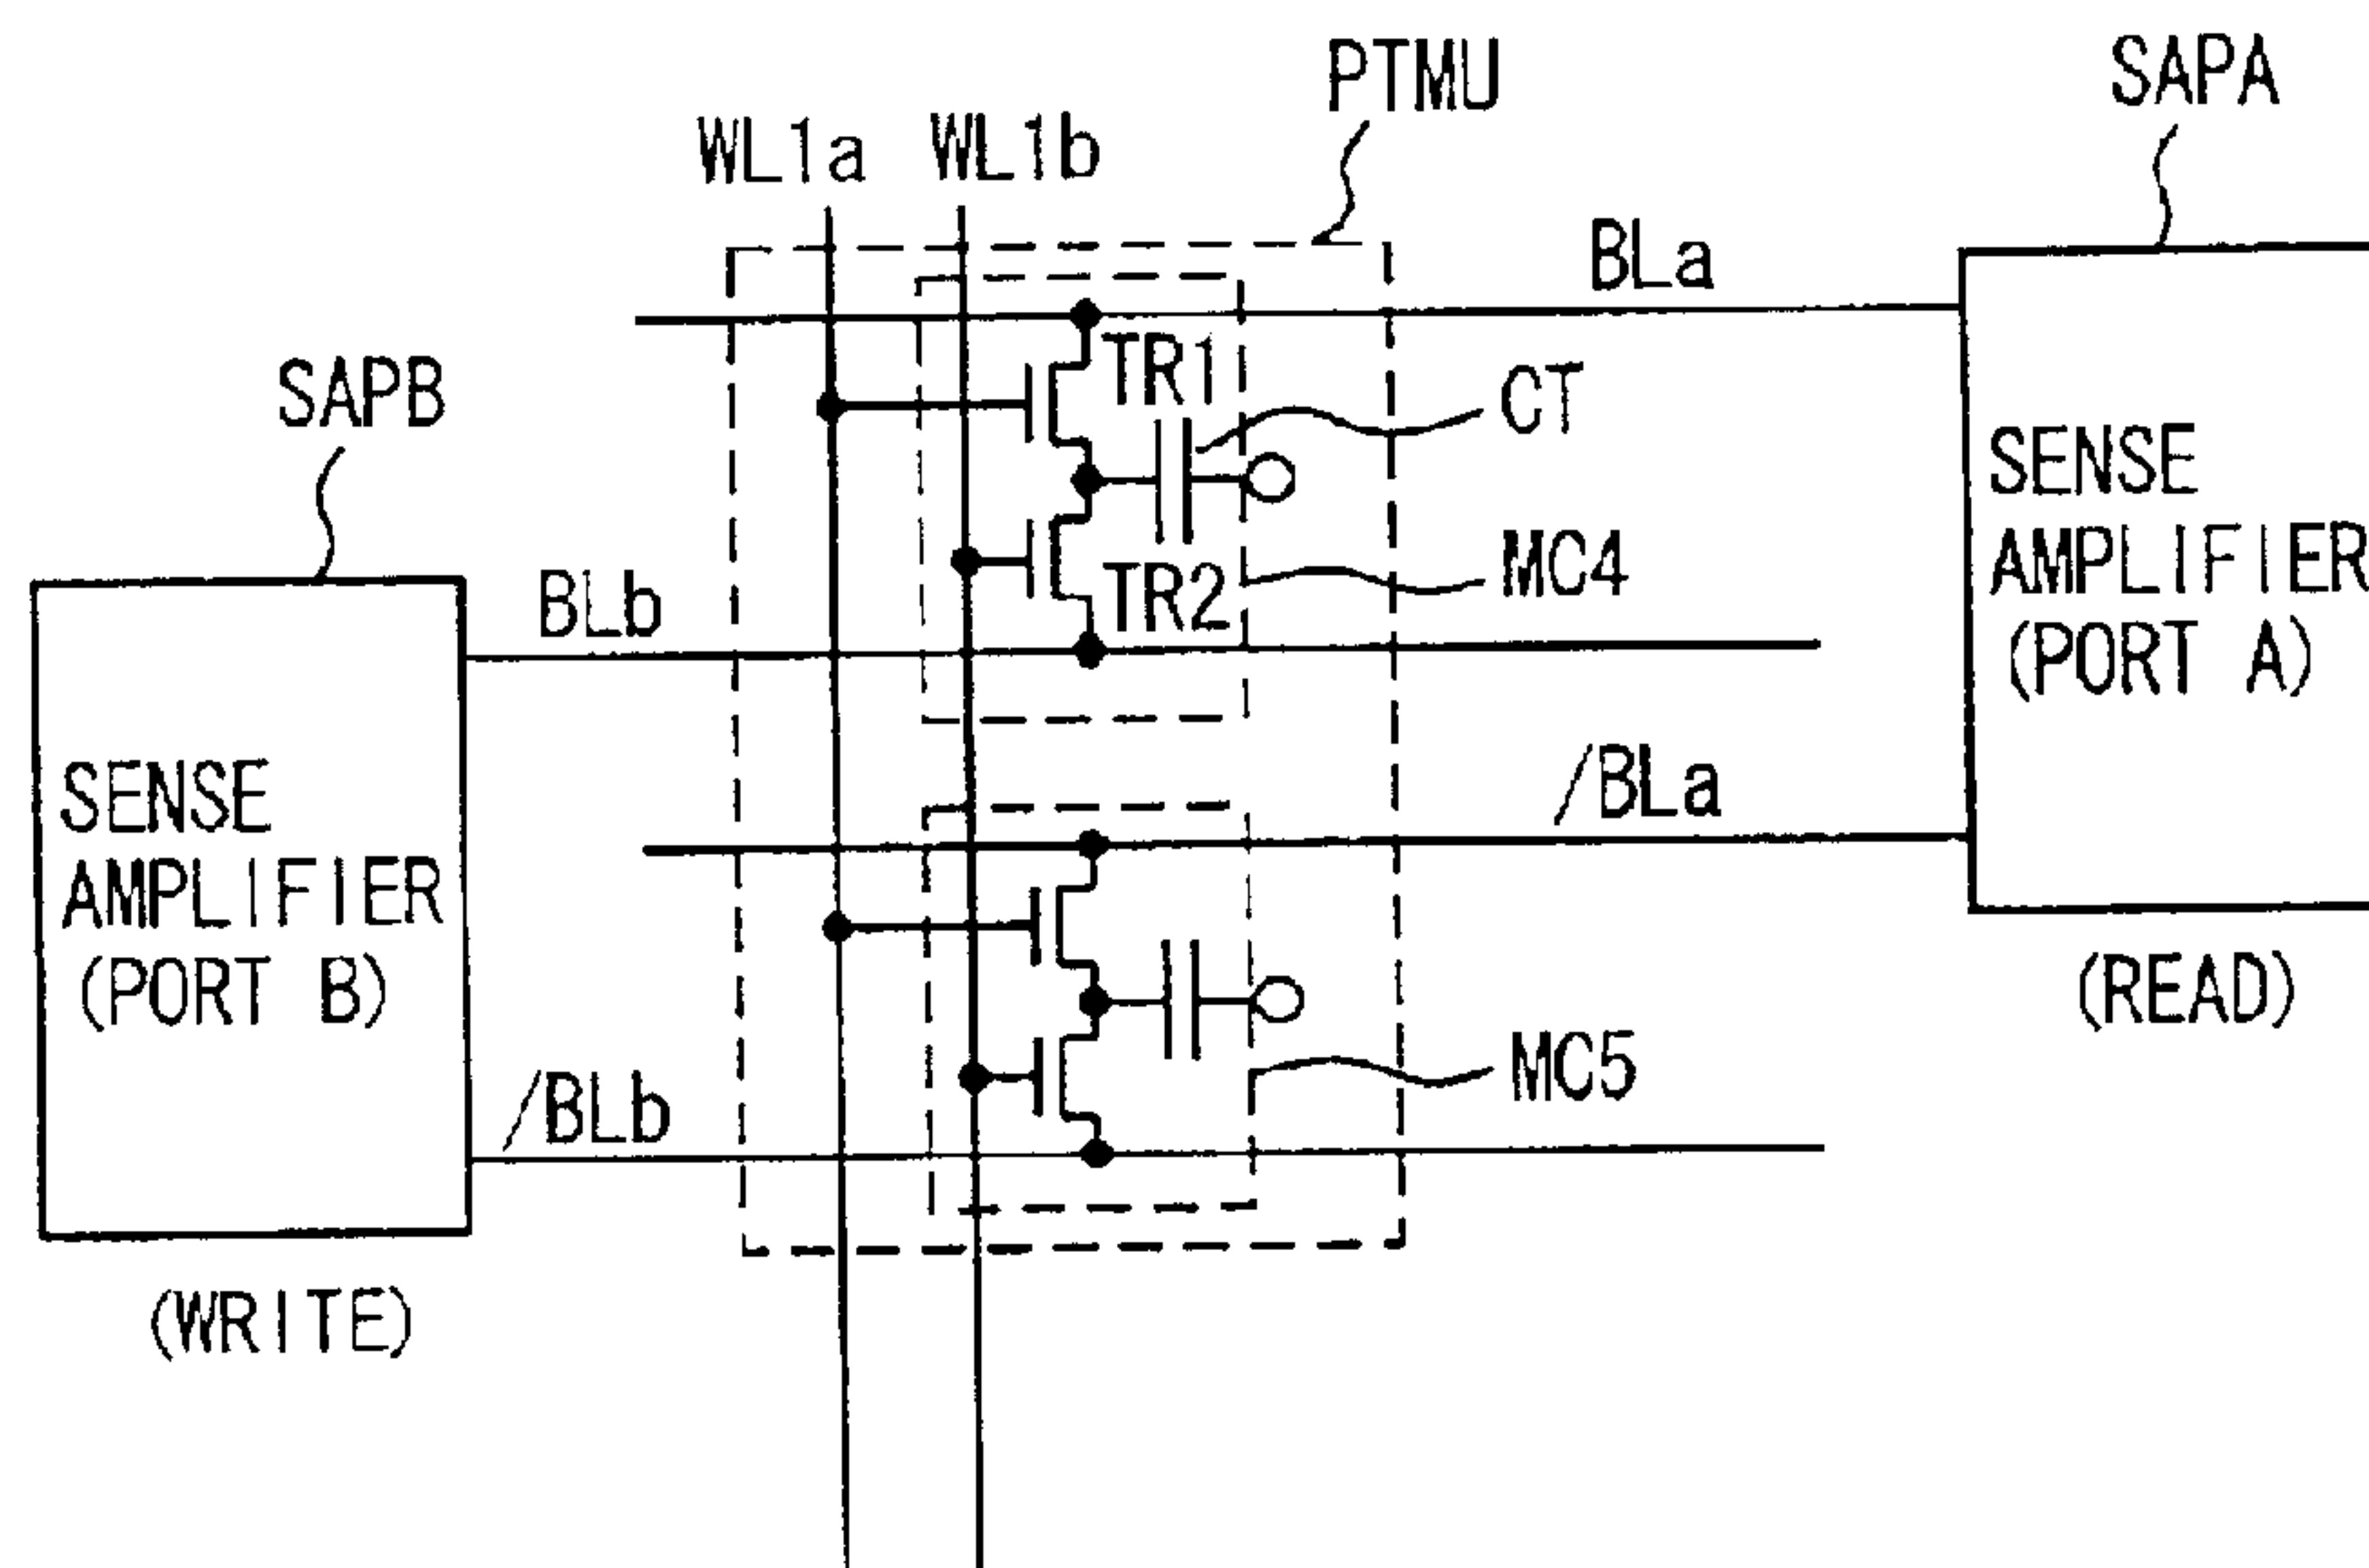 PTMU
SAPA
WL1a
WL1b
BLa
TR1
CT
SAPB
SENSE
AMPLIFIER
(PORT A)
MC4
TR2
BLb
/BLa
SENSE
AMPLIFIER
(PORT B)
(READ)
MC5
/BLb
(WRITE)